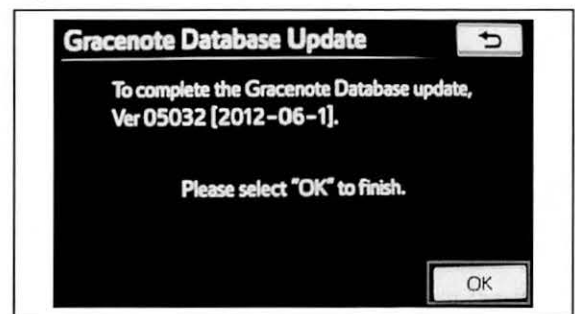 Gracenote Database Update
To complete the Gracenote Database update,
Ver 05032 [2012-06-1].
Please select "OK" to finish.
OK